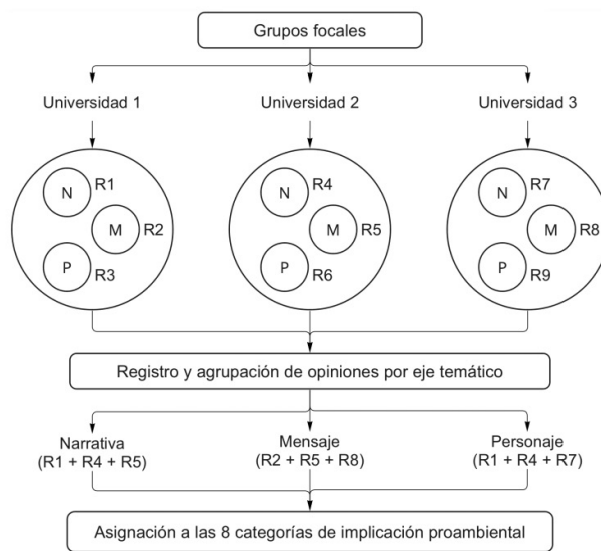 Grupos focales
Universidad 1
Universidad 2
Universidad 3
N
R1
M
R2
P
R3
N
R4
M
R5
P
R6
N
R7
M
R8
P
R9
Registro y agrupación de opiniones por eje temático
Narrativa
(R1 + R4 + R5)
Mensaje
(R2 + R5 + R8)
Personaje
(R1 + R4 + R7)
Asignación a las 8 categorías de implicación proambiental